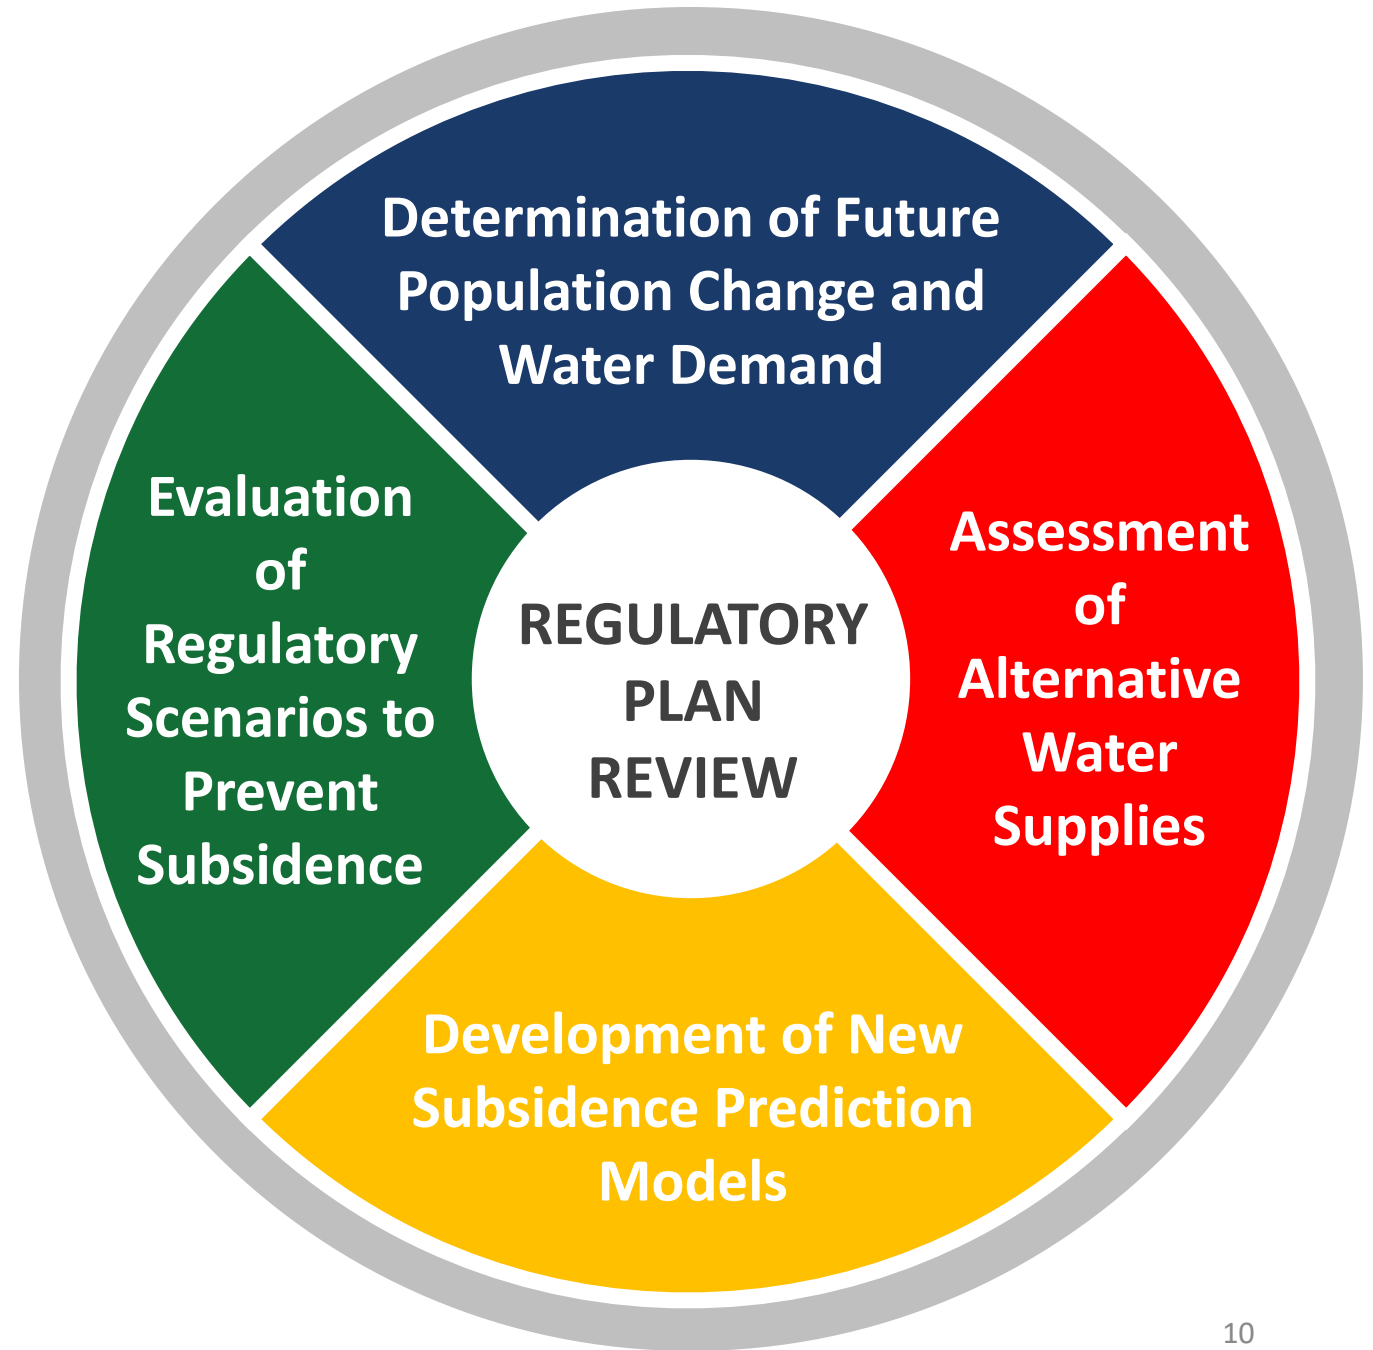 Determination of Future
Population Change and
Water Demand
Assessment
of
Alternative
Water
Supplies
Development of New
Subsidence Prediction
Models
Evaluation
of
Regulatory
Scenarios to
Prevent
Subsidence
REGULATORY
PLAN
REVIEW
10